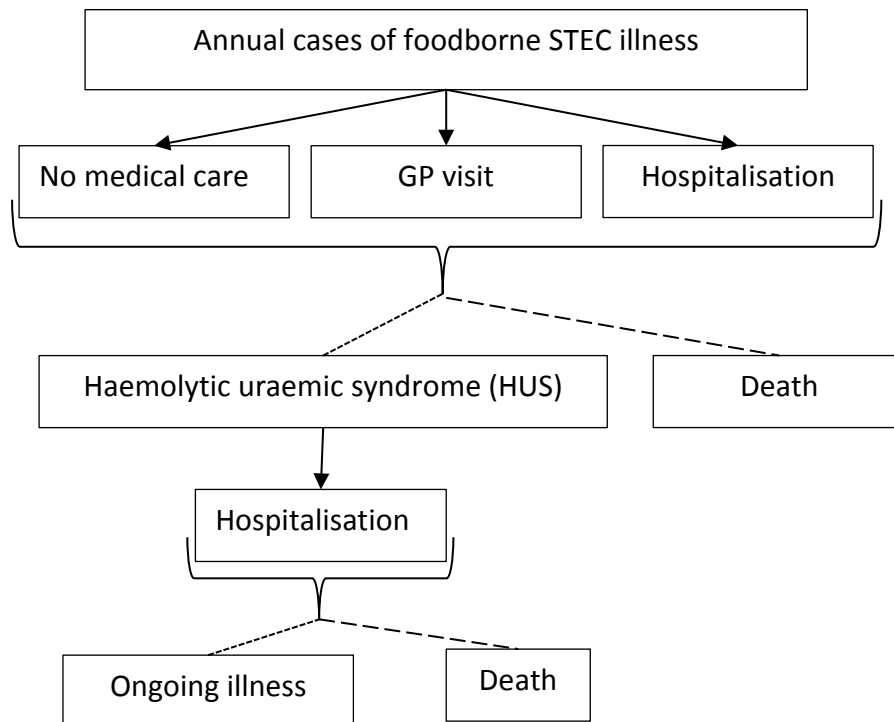 Annual cases of foodborne STEC illness
No medical care
GP visit
Hospitalisation
Haemolytic uraemic syndrome (HUS)
Death
Hospitalisation
Ongoing illness
Death